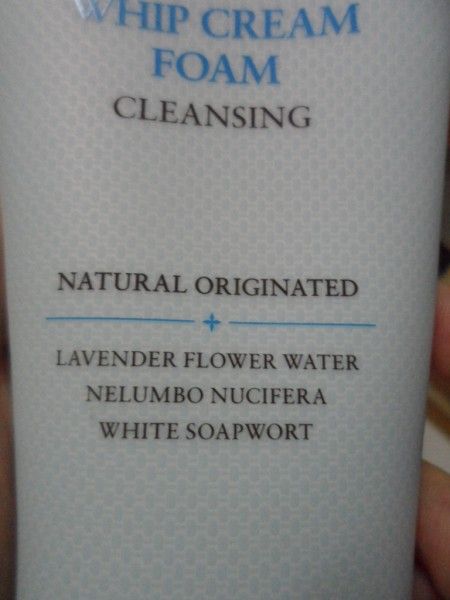 WHIP CREAM
FOAM
CLEANSING
NATURAL ORIGINATED
LAVENDER FLOWER WATER
NELUMBO NUCIFERA
WHITE SOAPWORT